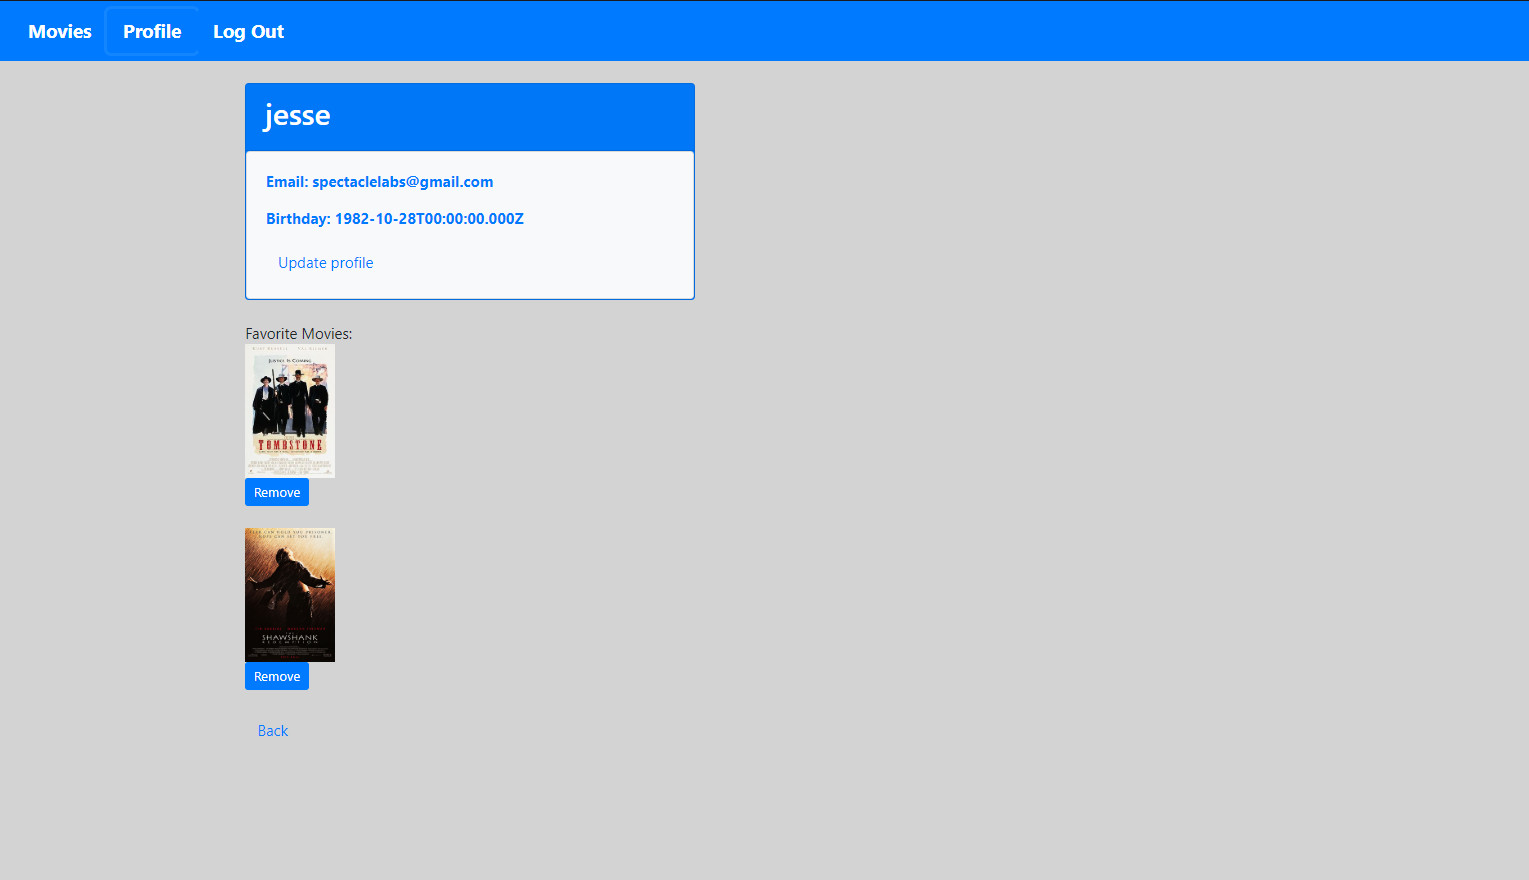 Movies Profile Log Out
jesse
Email: spectaclelabs@gmail.com
Birthday: 1982-10-28T00:00:00.000Z
Update profile
Favorite Movies:
JUSTICE IS COMING
TOMBSTONE
Remove
SHAWSHANK
REDEMPTION
Remove
Back